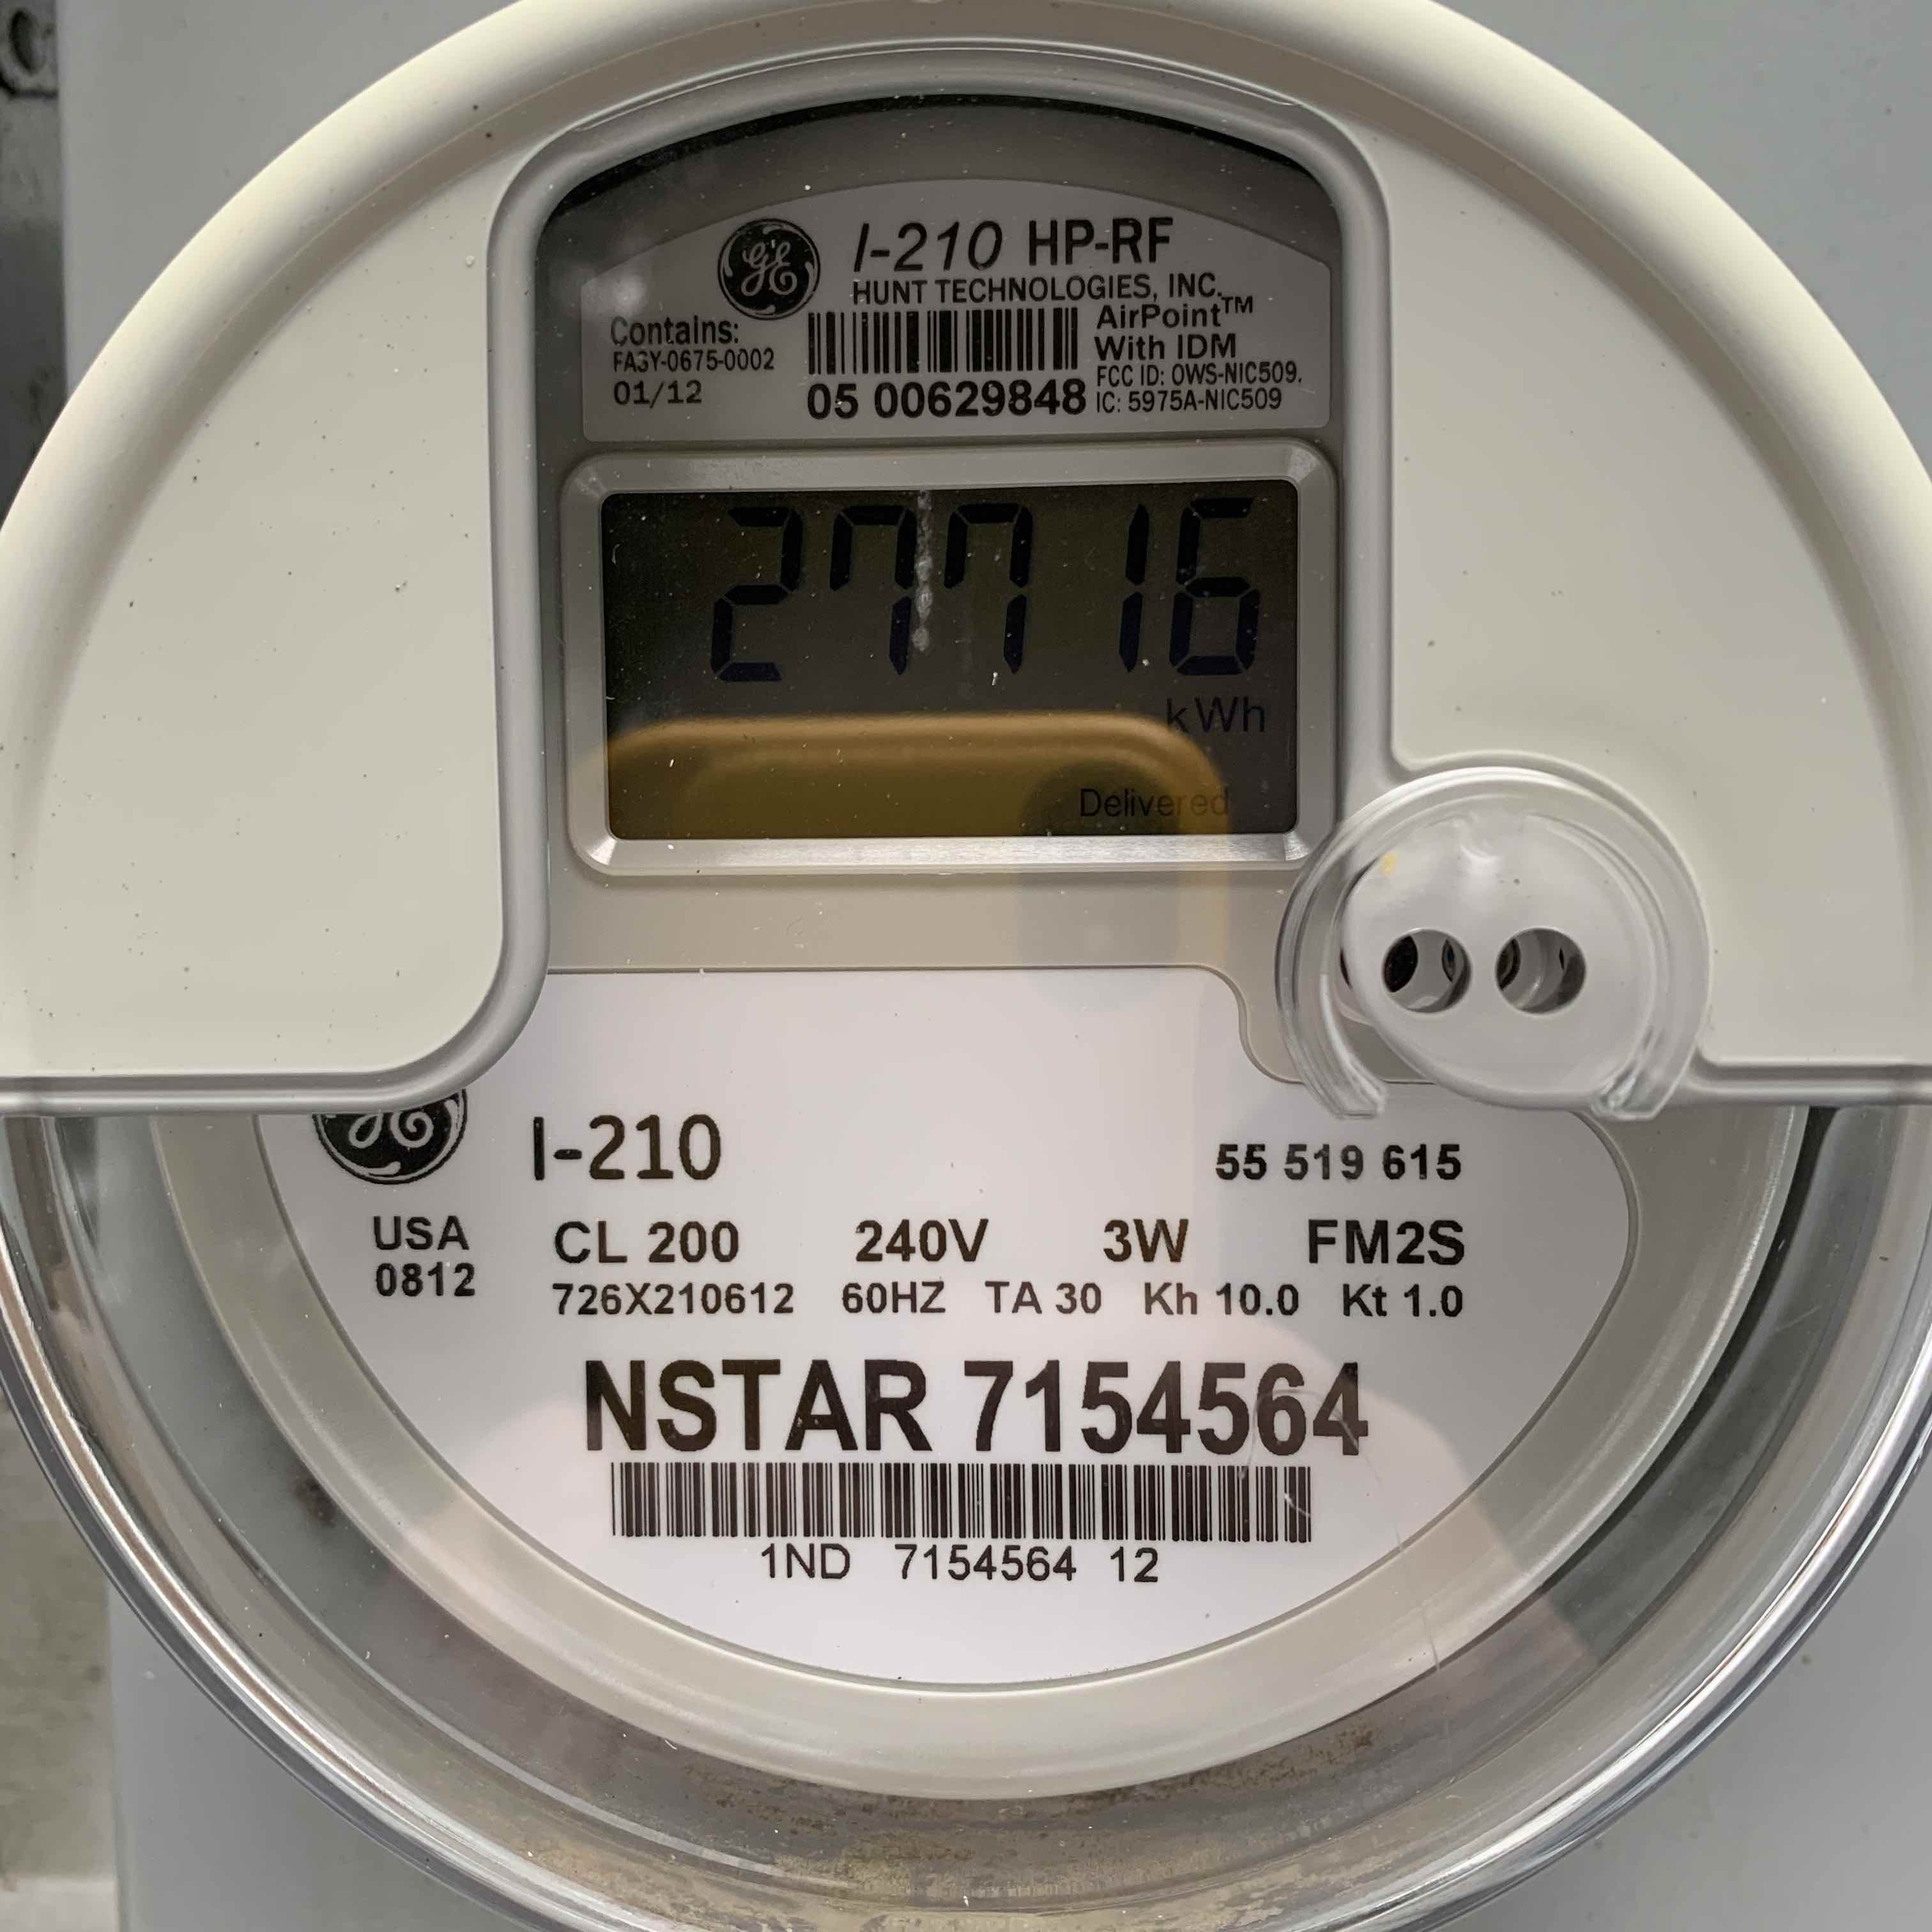 GE I-210 HP-RF
HUNT TECHNOLOGIES, INC.
Contains:
FA3Y-0675-0002
01/12
05 00629848
AirPoint™
With IDM
FCC ID: OWS-NIC509.
IC: 5975A-NIC509
27716
kWh
Delivered
GE
I-210
55 519 615
USA
0812
CL 200 240V 3W FM2S
726X210612 60HZ TA 30 Kh 10.0 Kt 1.0
NSTAR 7154564
1ND 7154564 12